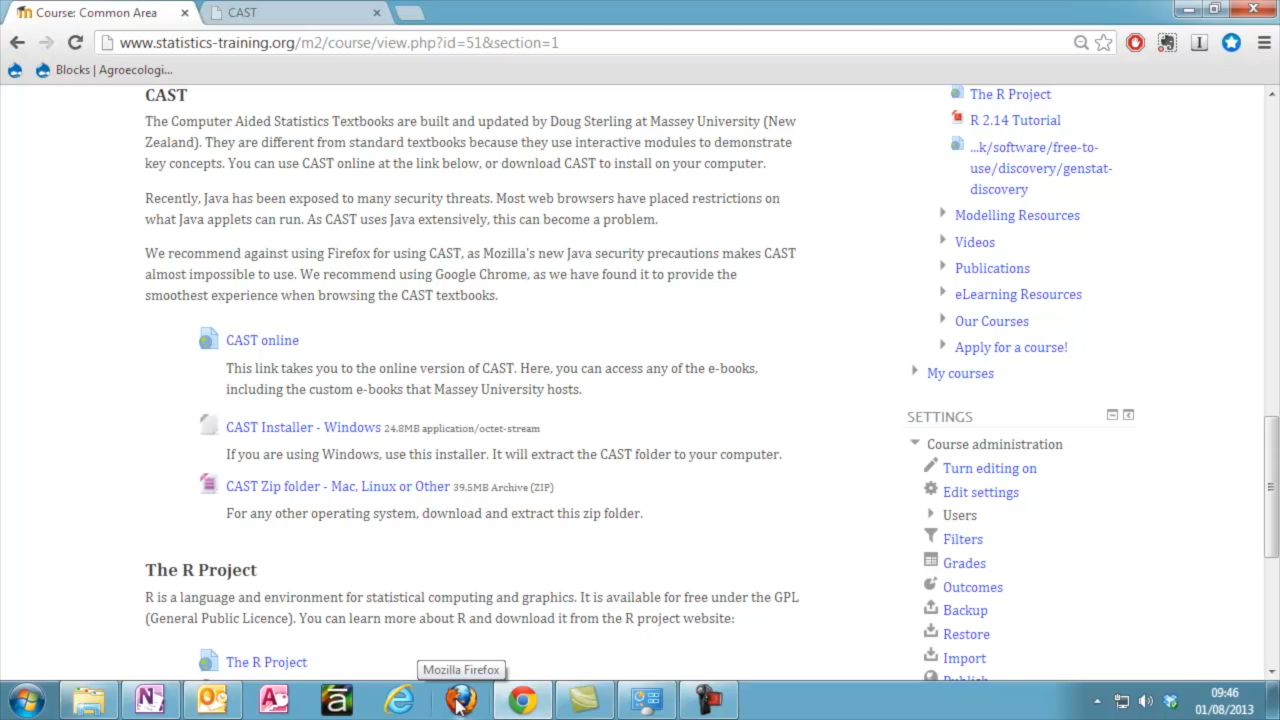 Course: Common Area
CAST
www.statistics-training.org/m2/course/view.php?id=51&section=1
Blocks | Agroecologi...
CAST
The Computer Aided Statistics Textbooks are built and updated by Doug Sterling at Massey University (New
Zealand). They are different from standard textbooks because they use interactive modules to demonstrate
key concepts. You can use CAST online at the link below, or download CAST to install on your computer.
Recently, Java has been exposed to many security threats. Most web browsers have placed restrictions on
what Java applets can run. As CAST uses Java extensively, this can become a problem.
We recommend against using Firefox for using CAST, as Mozilla's new Java security precautions makes CAST
almost impossible to use. We recommend using Google Chrome, as we have found it to provide the
smoothest experience when browsing the CAST textbooks.
CAST online
This link takes you to the online version of CAST. Here, you can access any of the e-books,
including the custom e-books that Massey University hosts.
CAST Installer - Windows 24.8MB application/octet-stream
If you are using Windows, use this installer. It will extract the CAST folder to your computer.
CAST Zip folder - Mac, Linux or Other 39.5MB Archive (ZIP)
For any other operating system, download and extract this zip folder.
The R Project
R is a language and environment for statistical computing and graphics. It is available for free under the GPL
(General Public Licence). You can learn more about R and download it from the R project website:
The R Project
Mozilla Firefox
The R Project
R 2.14 Tutorial
...k/software/free-to-
use/discovery/genstat-
discovery
Modelling Resources
Videos
Publications
eLearning Resources
Our Courses
Apply for a course!
My courses
SETTINGS
Course administration
Turn editing on
Edit settings
Users
Filters
Grades
Outcomes
Backup
Restore
Import
Publish
09:46
01/08/2013